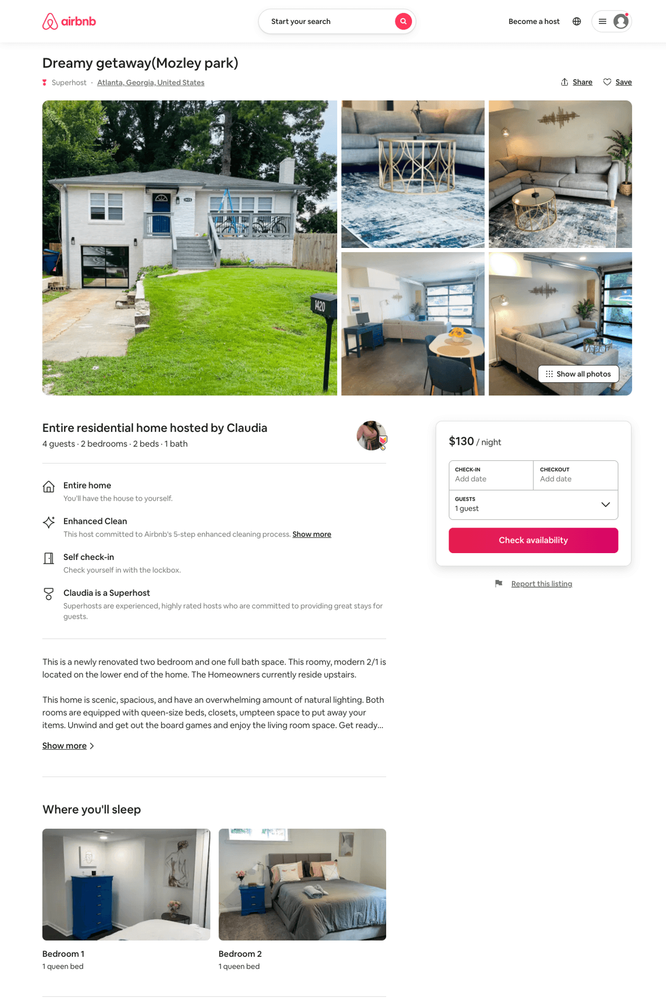 airbnb
Start your search
Become a host
Dreamy getaway(Mozley park)
Superhost · Atlanta, Georgia, United States
Share
Save
1420
1420
Show all photos
Entire residential home hosted by Claudia
4 guests · 2 bedrooms · 2 beds · 1 bath
Entire home
You'll have the house to yourself.
Enhanced Clean
This host committed to Airbnb's 5-step enhanced cleaning process. Show more
Self check-in
Check yourself in with the lockbox.
Claudia is a Superhost
Superhosts are experienced, highly rated hosts who are committed to providing great stays for
guests.
$130 / night
CHECK-IN
Add date
CHECKOUT
Add date
GUESTS
1 guest
Check availability
Report this listing
This is a newly renovated two bedroom and one full bath space. This roomy, modern 2/1 is
located on the lower end of the home. The Homeowners currently reside upstairs.
This home is scenic, spacious, and have an overwhelming amount of natural lighting. Both
rooms are equipped with queen-size beds, closets, umpteen space to put away your
items. Unwind and get out the board games and enjoy the living room space. Get ready...
Show more
Where you'll sleep
Bedroom 1
1 queen bed
Bedroom 2
1 queen bed